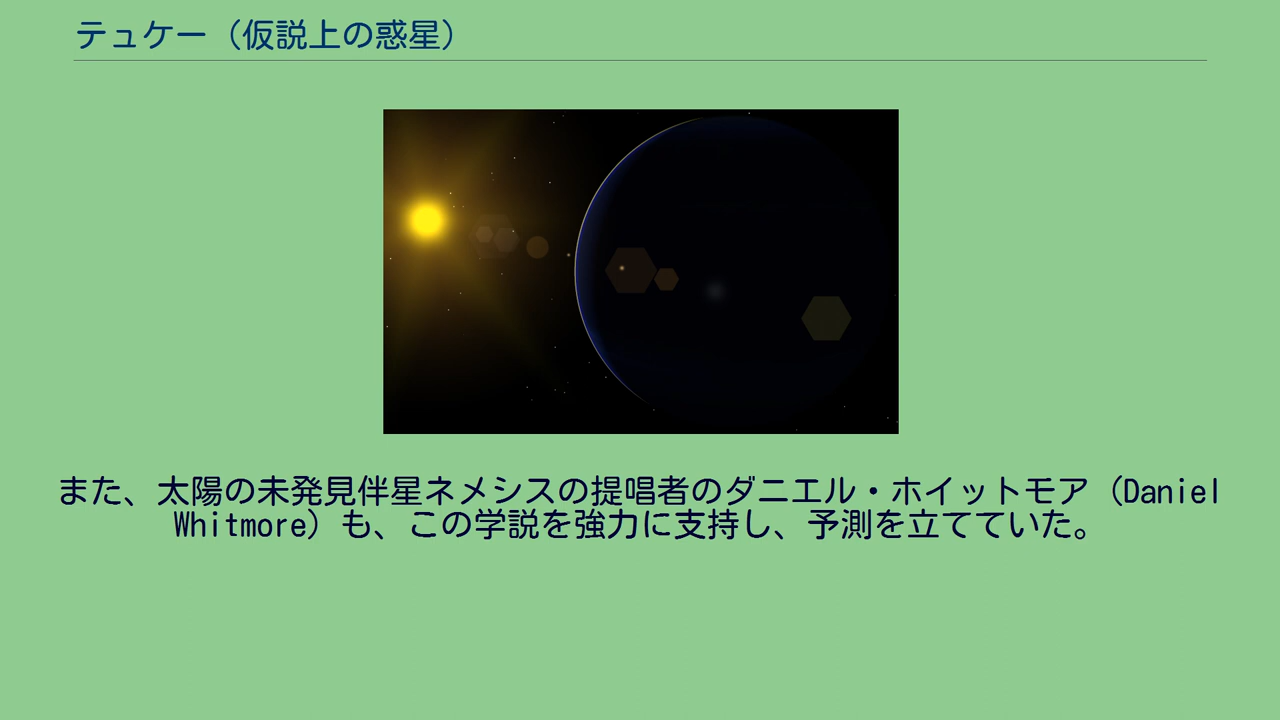 テュケー（仮説上の惑星）
また、太陽の未発見伴星ネメシスの提唱者のダニエル・ホイットモア（Daniel
Whitmore）も、この学説を強力に支持し、予測を立てていた。